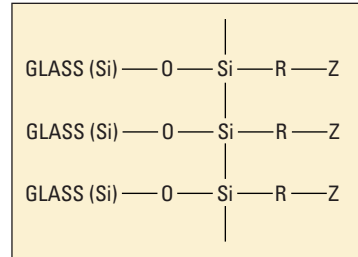 GLASS (Si) — O — Si — R — Z
GLASS (Si) — O — Si — R — Z
GLASS (Si) — O — Si — R — Z